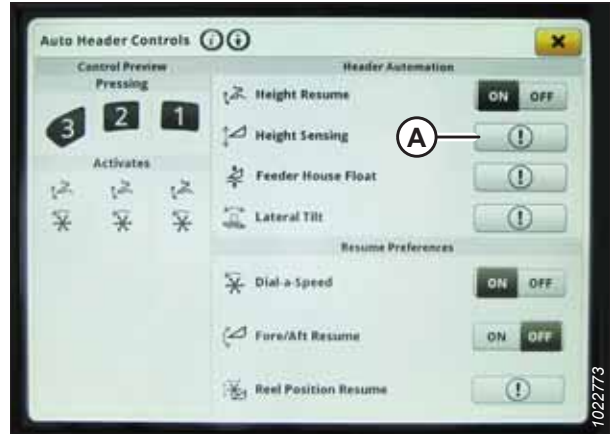 Auto Header Controls
Control Preview
Pressing
3 2 1
Activates
Header Automation
Height Resume ON OFF
Height Sensing A
Feeder House Float
Lateral Tilt
Resume Preferences
Dial-a-Speed ON OFF
Fore/Aft Resume ON OFF
Reel Position Resume
1022773